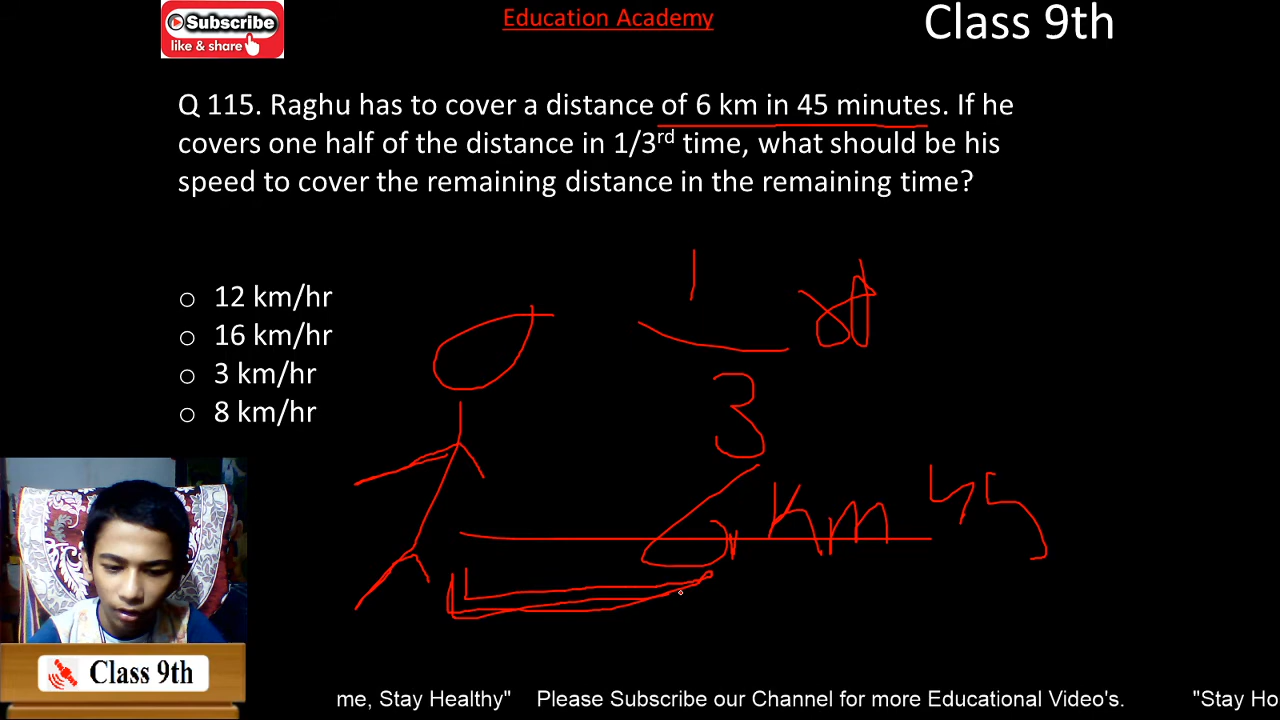 Subscribe
like & share
Education Academy
Class 9th
Q 115. Raghu has to cover a distance of 6 km in 45 minutes. If he
covers one half of the distance in 1/3rd time, what should be his
speed to cover the remaining distance in the remaining time?
12 km/hr
16 km/hr
3 km/hr
8 km/hr
1
3
rd
6 Km 45
Class 9th
me, Stay Healthy" Please Subscribe our Channel for more Educational Video's. "Stay Ho